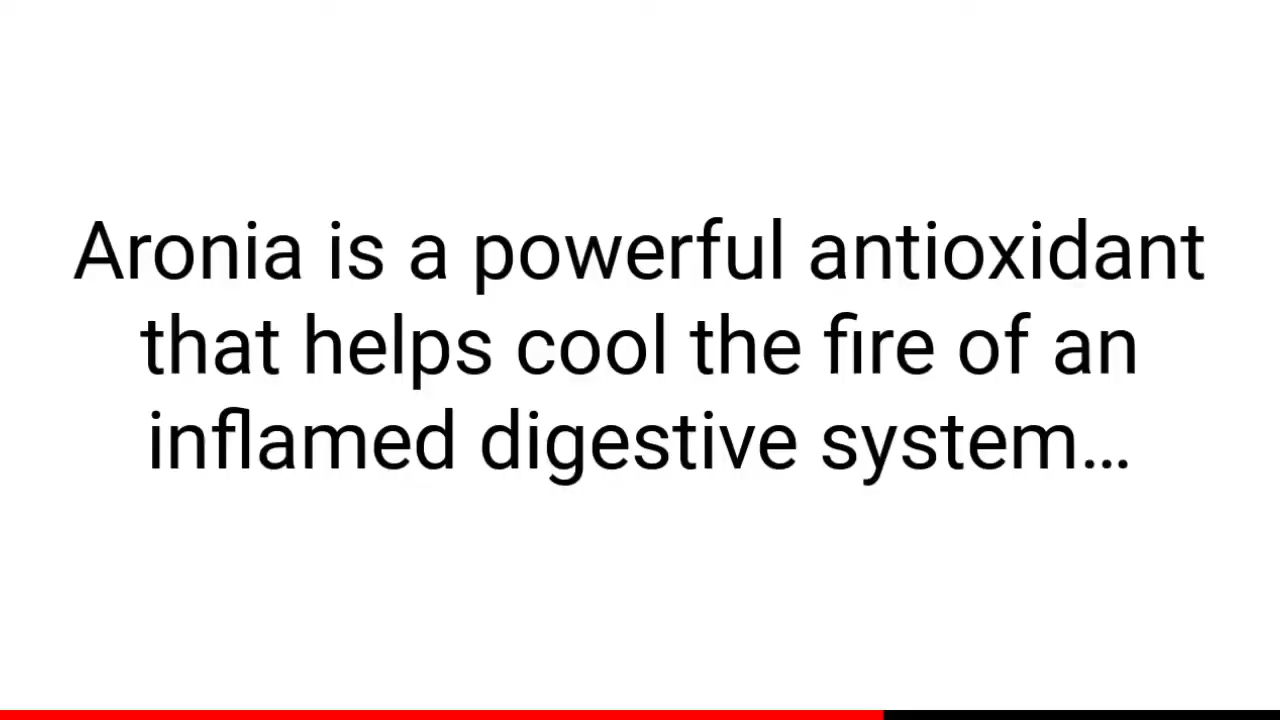 Aronia is a powerful antioxidant
that helps cool the fire of an
inflamed digestive system…